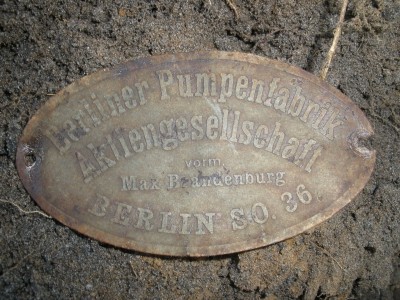 Berliner Pumpenfabrik
Aktiengesellschaft
vorm.
Max Brandenburg
BERLIN SO. 36